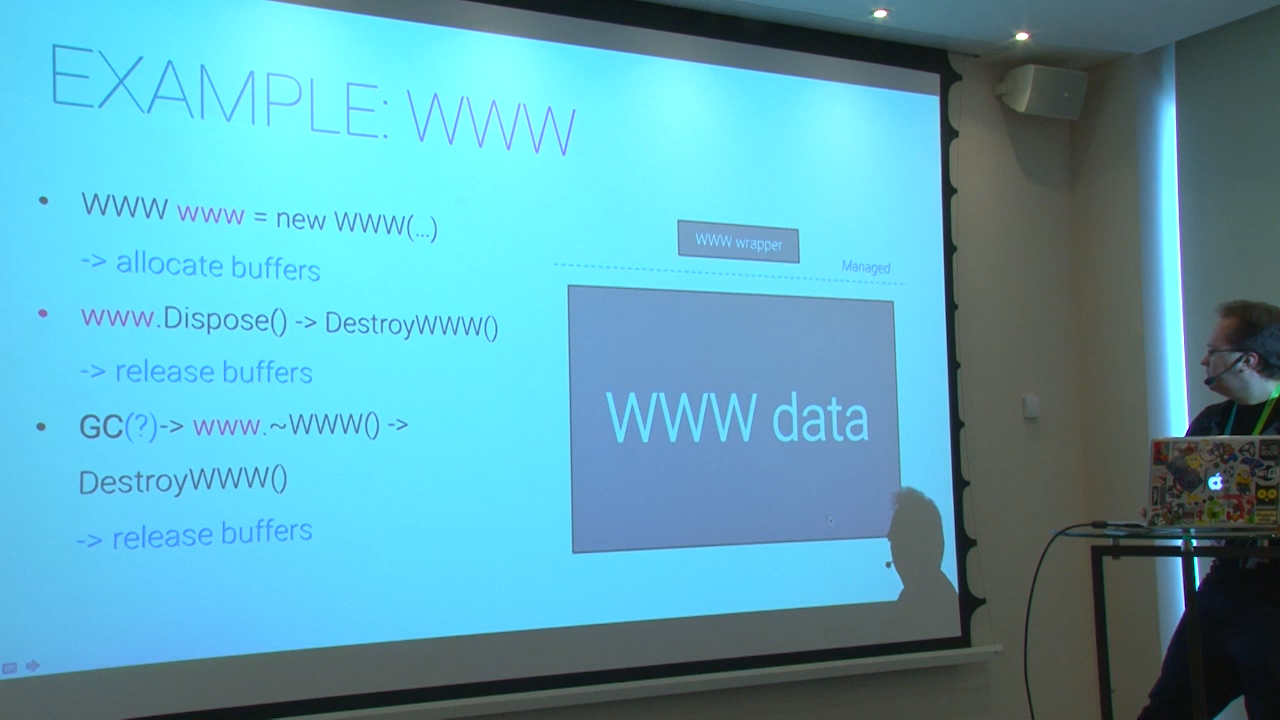 EXAMPLE: WWW
• WWW www = new WWW(...)
-> allocate buffers
• www.Dispose() -> DestroyWWW()
-> release buffers
• GC(?)-> www.~WWW() ->
DestroyWWW()
-> release buffers
WWW wrapper
Managed
WWW data